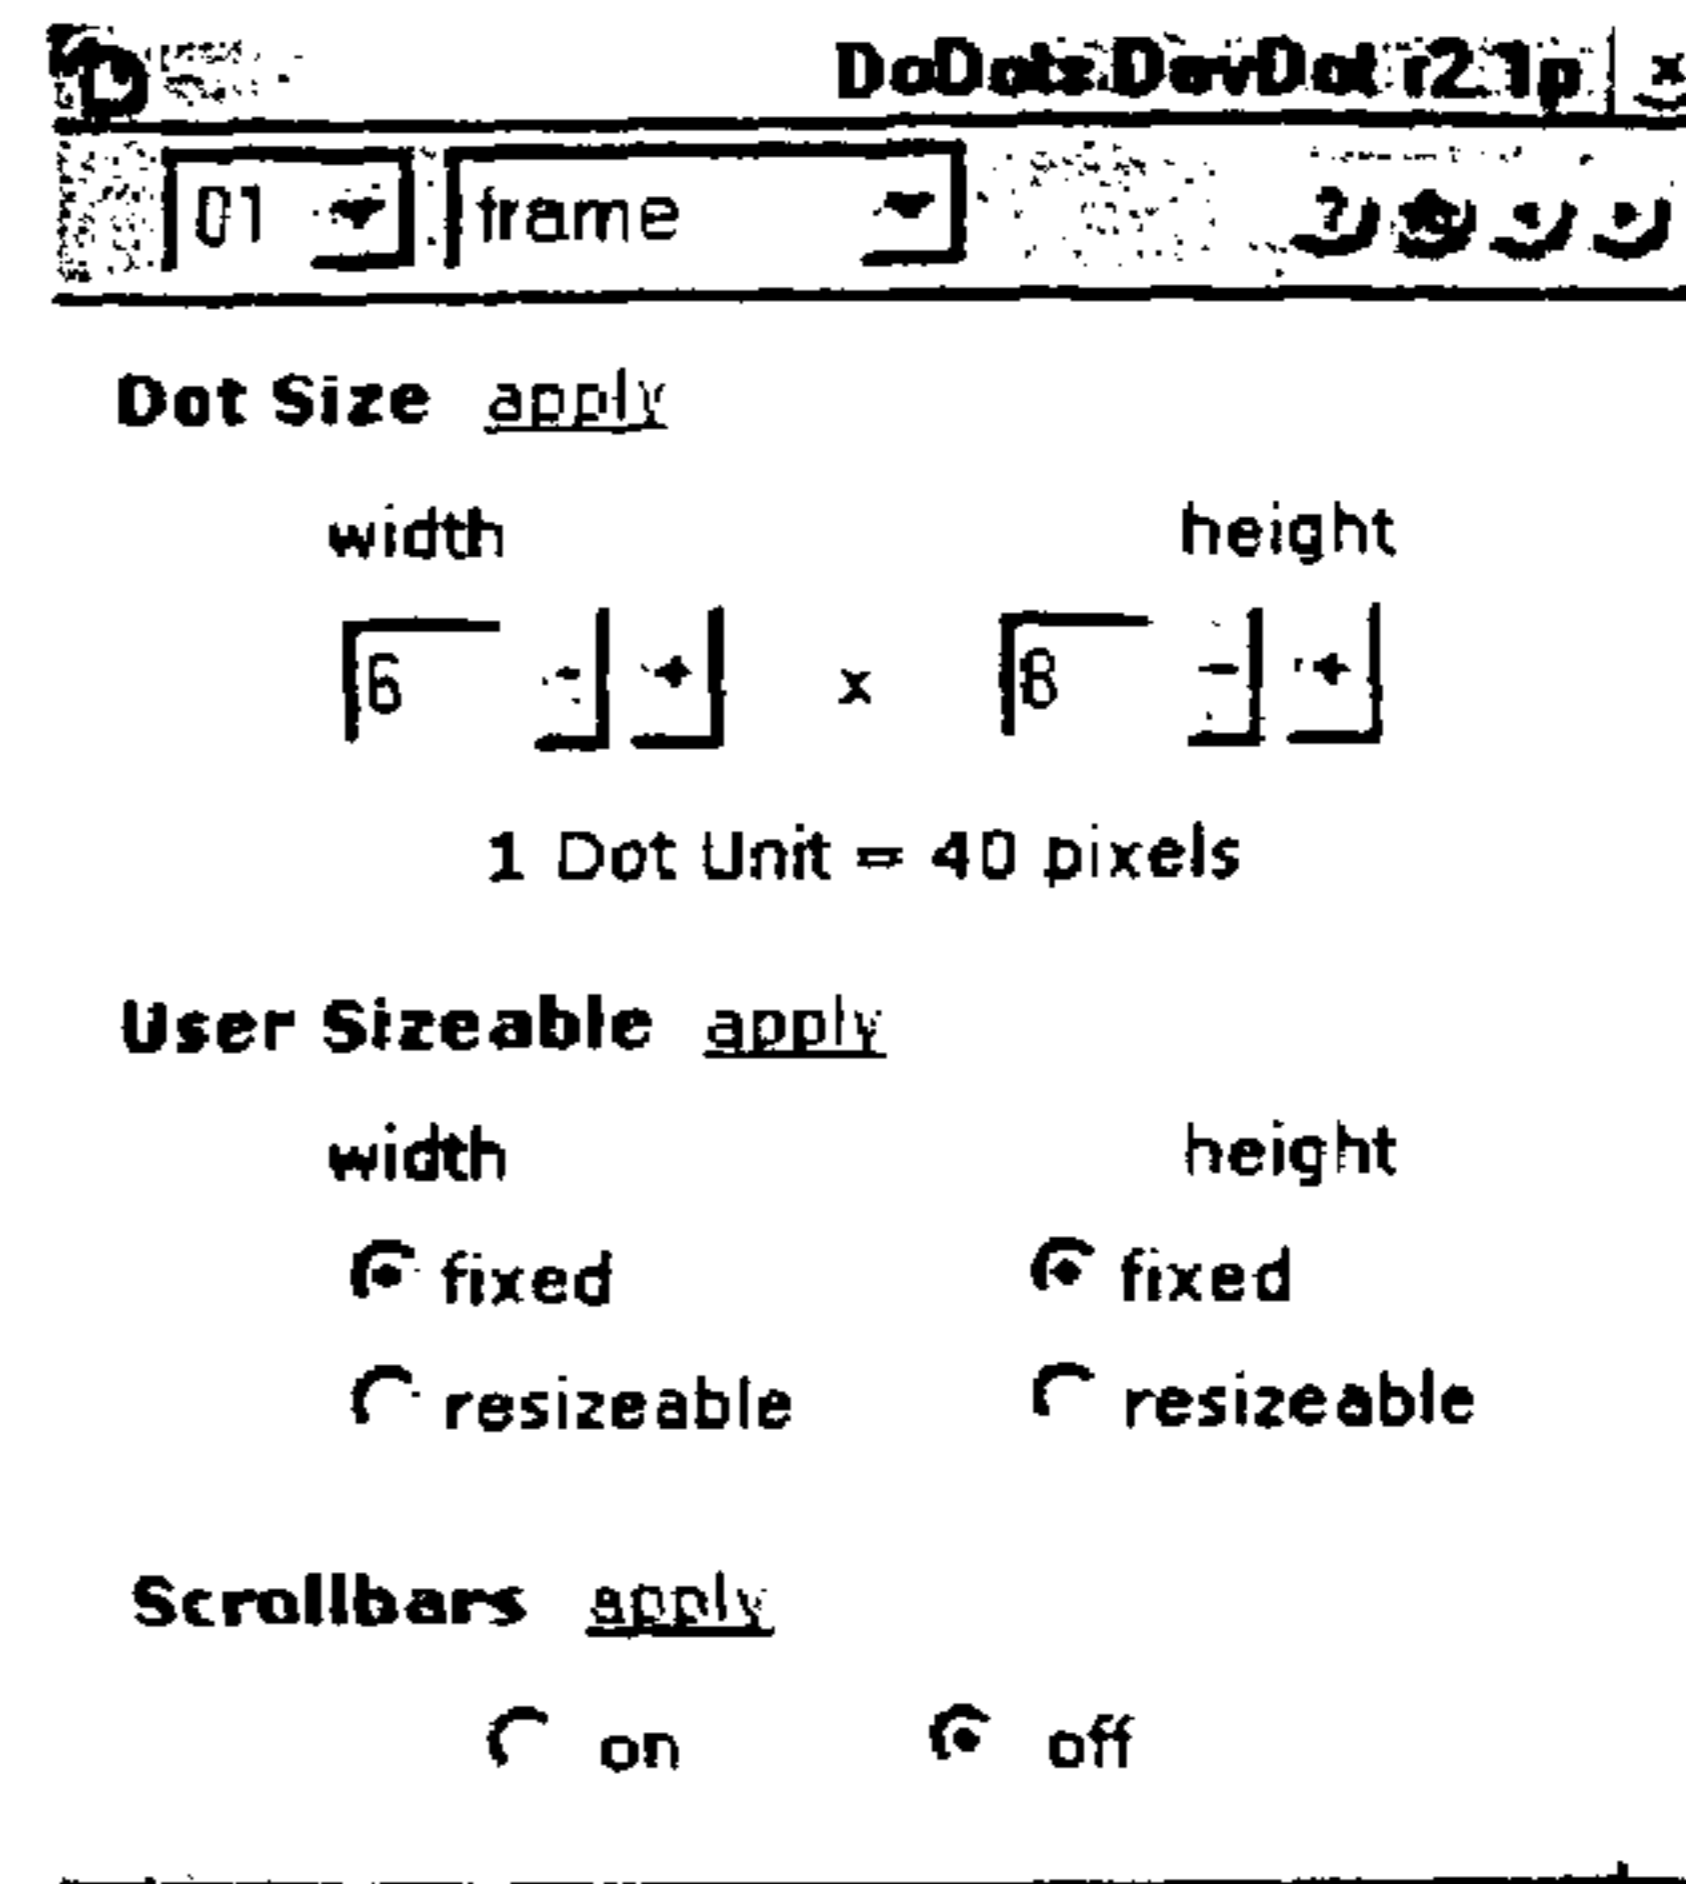 DoDots DevDot r2.1p x
01 frame ?
Dot Size apply
width height
6 - + x 8 - +
1 Dot Unit = 40 pixels
User Sizeable apply
width height
fixed fixed
resizeable resizeable
Scrollbars apply
on off